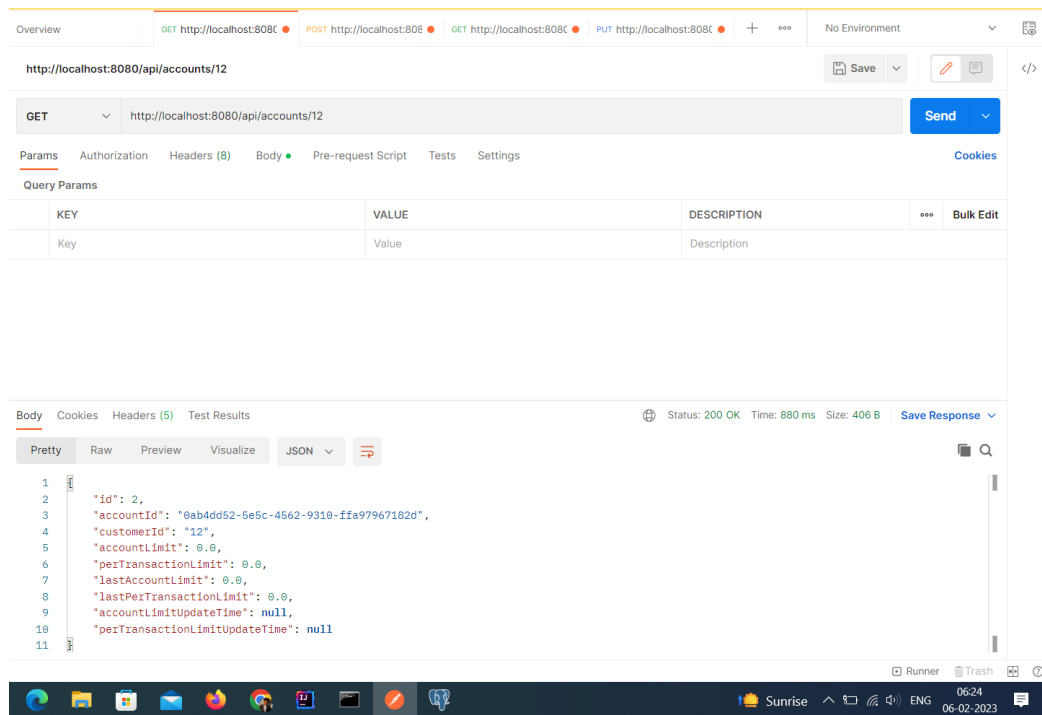 Overview GET http://localhost:8080 POST http://localhost:808 GET http://localhost:8080 PUT http://localhost:8080 No Environment
http://localhost:8080/api/accounts/12 Save
GET http://localhost:8080/api/accounts/12 Send
Params Authorization Headers (8) Body Pre-request Script Tests Settings Cookies
Query Params
KEY VALUE DESCRIPTION Bulk Edit
Key Value Description
Body Cookies Headers (5) Test Results Status: 200 OK Time: 880 ms Size: 406 B Save Response
Pretty Raw Preview Visualize JSON
1 {
2 "id": 2,
3 "accountId": "0ab4dd52-5e5c-4562-9310-ffa97967182d",
4 "customerId": "12",
5 "accountLimit": 0.0,
6 "perTransactionLimit": 0.0,
7 "lastAccountLimit": 0.0,
8 "lastPerTransactionLimit": 0.0,
9 "accountLimitUpdateTime": null,
10 "perTransactionLimitUpdateTime": null
11 }
Runner Trash
Sunrise ENG 06:24
06-02-2023